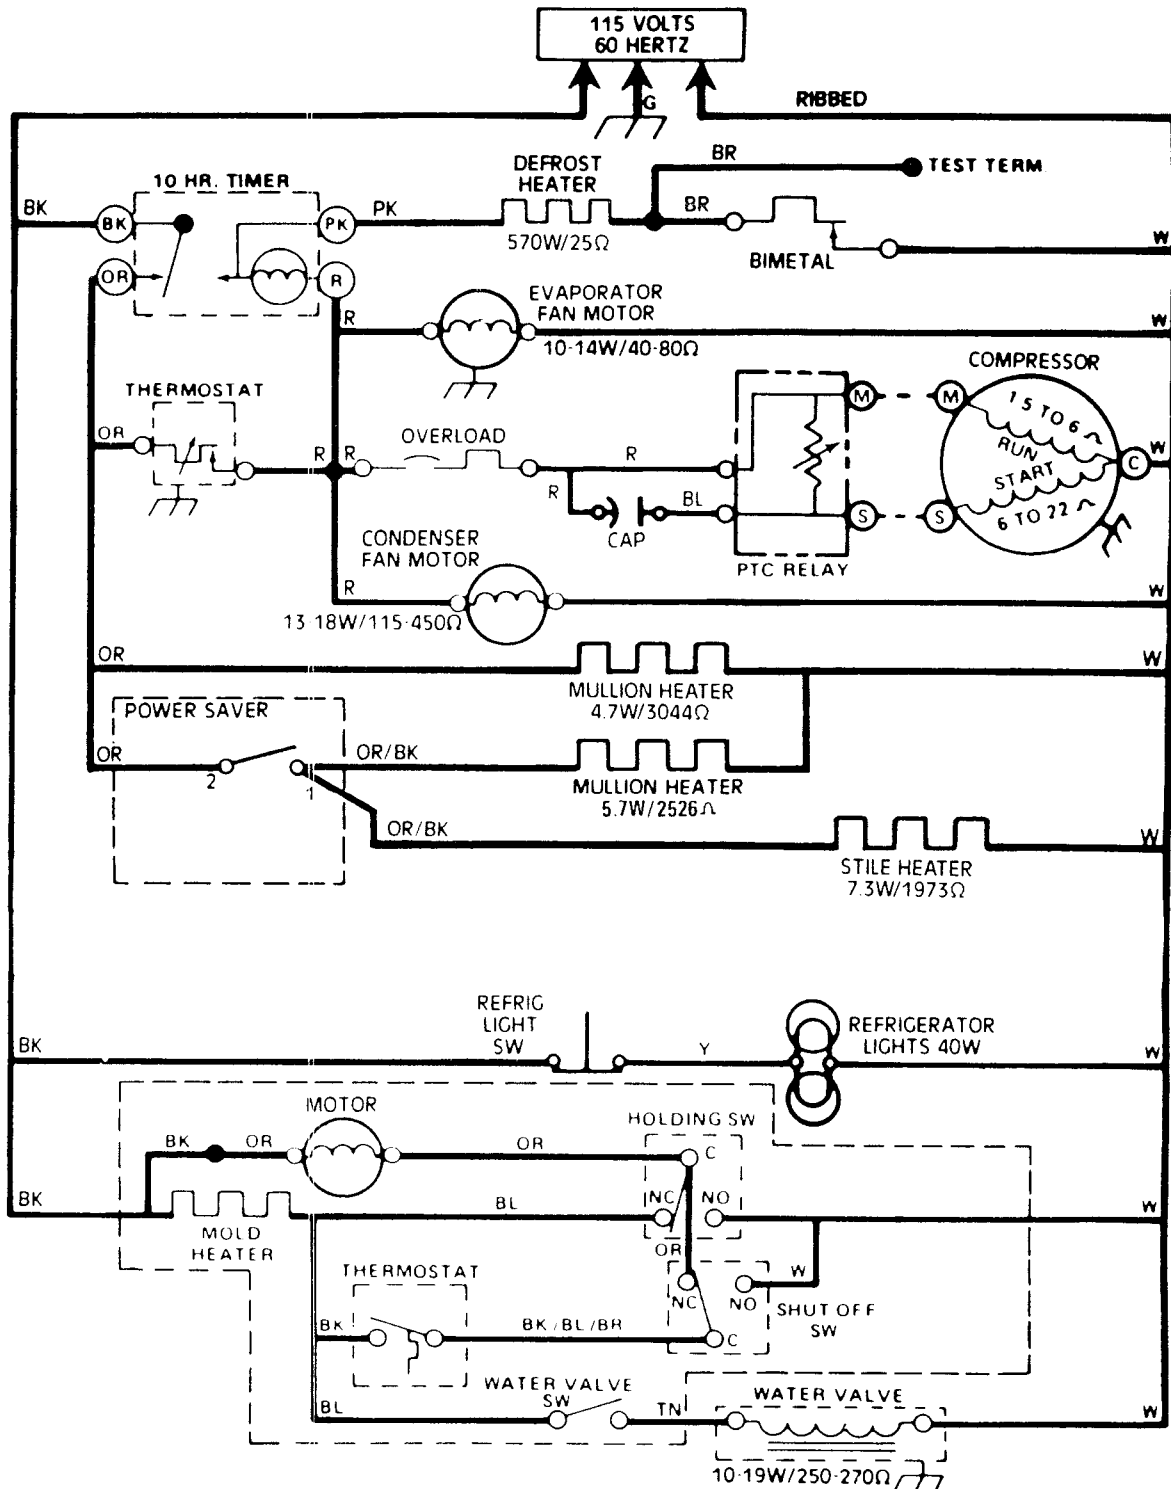 115 VOLTS
60 HERTZ
G
RIBBED
BR
TEST TERM.
DEFROST
HEATER
10 HR. TIMER
BK
BK
PK
PK
BR
570W/25Ω
BIMETAL
W
OR
R
EVAPORATOR
FAN MOTOR
R
10-14W/40-80Ω
W
COMPRESSOR
THERMOSTAT
M
M
1.5 TO 6 Ω
RUN
OR
R
R
OVERLOAD
R
C
W
START
R
BL
6 TO 22 Ω
CAP
S
S
CONDENSER
FAN MOTOR
PTC RELAY
R
W
13-18W/115-450Ω
OR
W
MULLION HEATER
4.7W/3044Ω
POWER SAVER
OR
2
1
OR/BK
MULLION HEATER
5.7W/2526Ω
OR/BK
W
STILE HEATER
7.3W/1973Ω
REFRIG
LIGHT
SW
REFRIGERATOR
LIGHTS 40W
BK
Y
W
MOTOR
HOLDING SW
BK
OR
OR
C
BK
BL
NC
NO
W
MOLD
HEATER
OR
THERMOSTAT
NC
NO
W
SHUT OFF
SW
BK
BK/BL/BR
C
WATER VALVE
SW
WATER VALVE
BL
TN
W
10-19W/250-270Ω